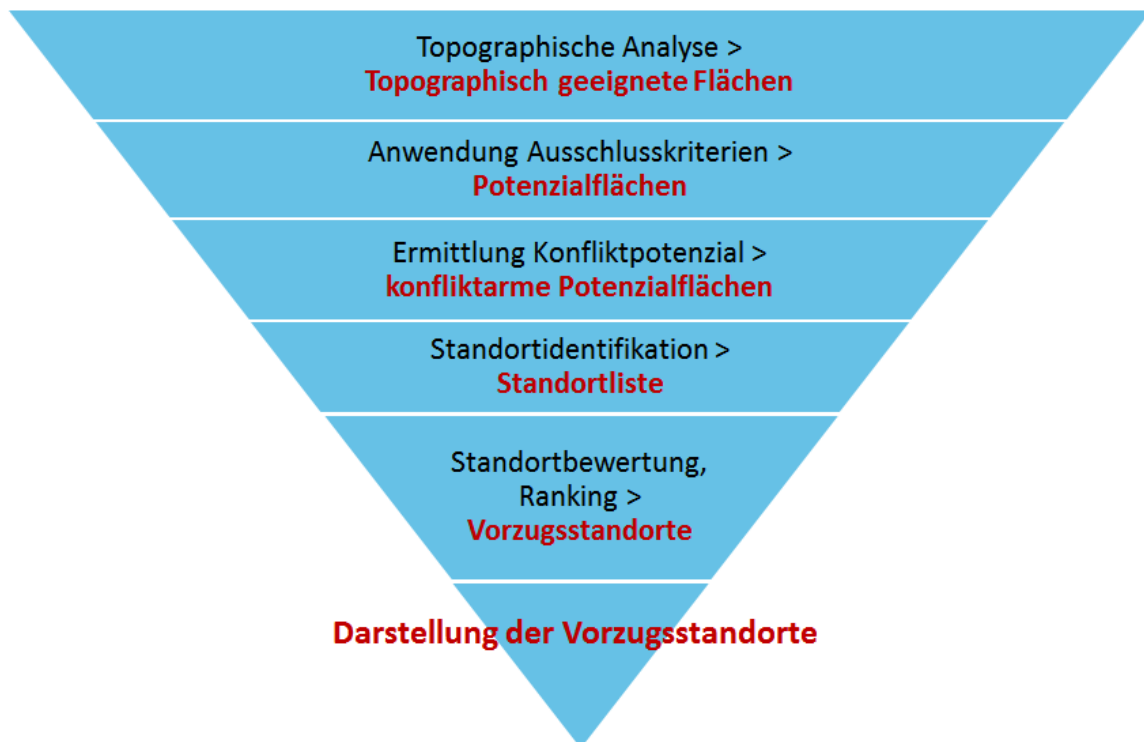 Topographische Analyse >
Topographisch geeignete Flächen
Anwendung Ausschlusskriterien >
Potenzialflächen
Ermittlung Konfliktpotenzial >
konfliktarme Potenzialflächen
Standortidentifikation >
Standortliste
Standortbewertung,
Ranking >
Vorzugsstandorte
Darstellung der Vorzugsstandorte